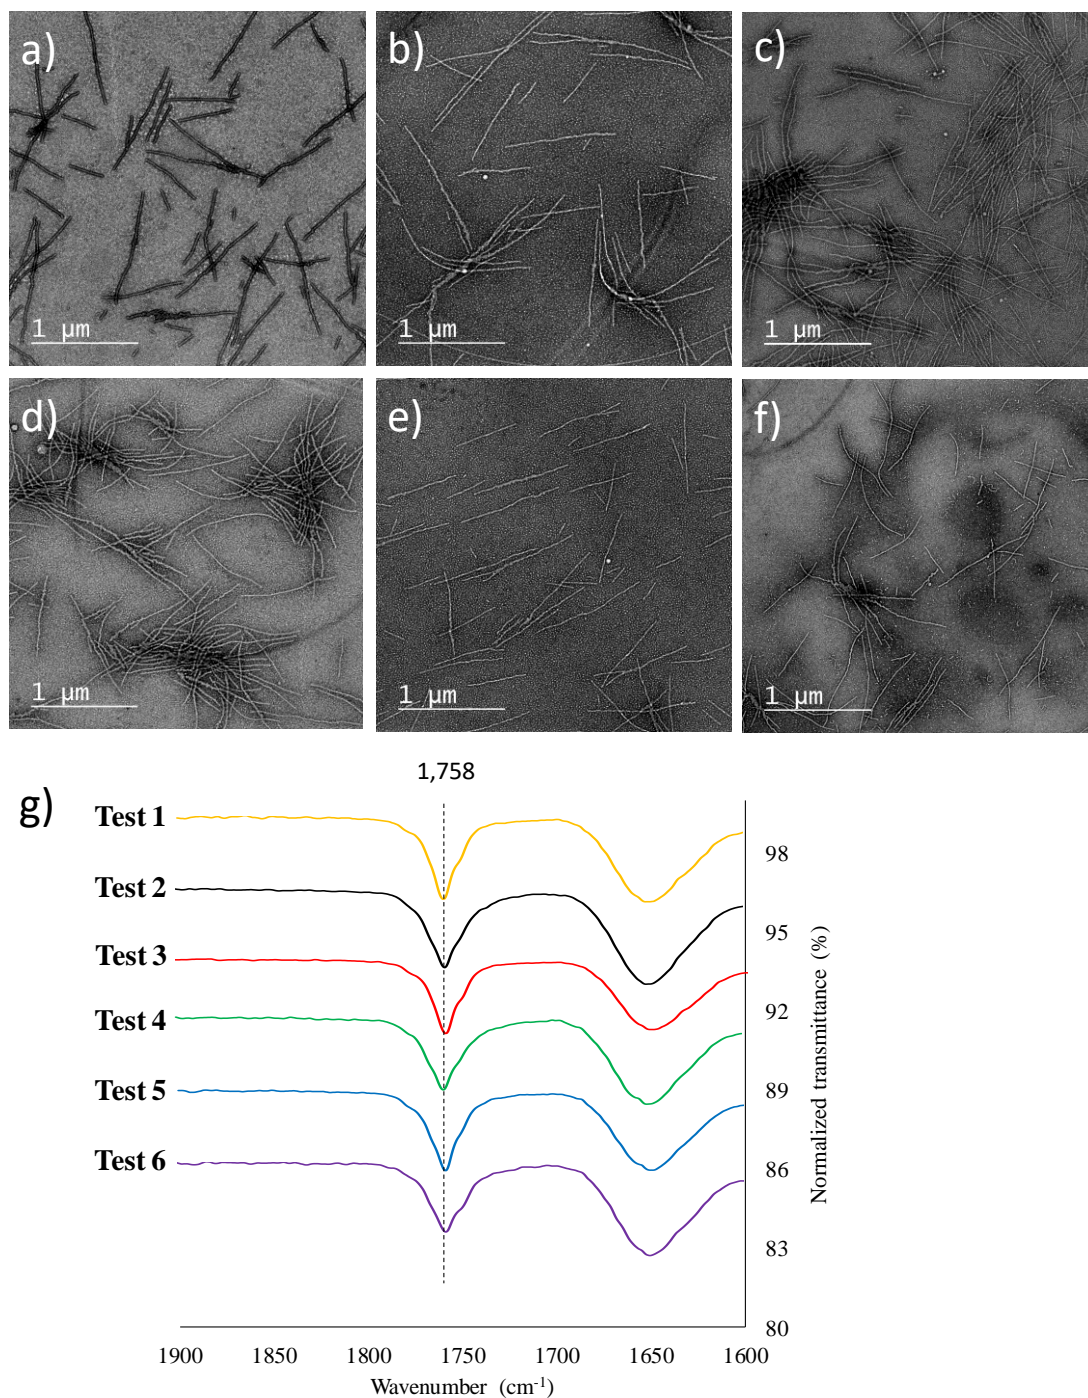 a)
b)
c)
1 μm
1 μm
1 μm
d)
e)
f)
1 μm
1 μm
1 μm
g)
1,758
Test 1
Test 2
Test 3
Test 4
Test 5
Test 6
98
95
92
89
86
83
80
Normalized transmittance (%)
1900
1850
1800
1750
1700
1650
1600
Wavenumber (cm⁻¹)